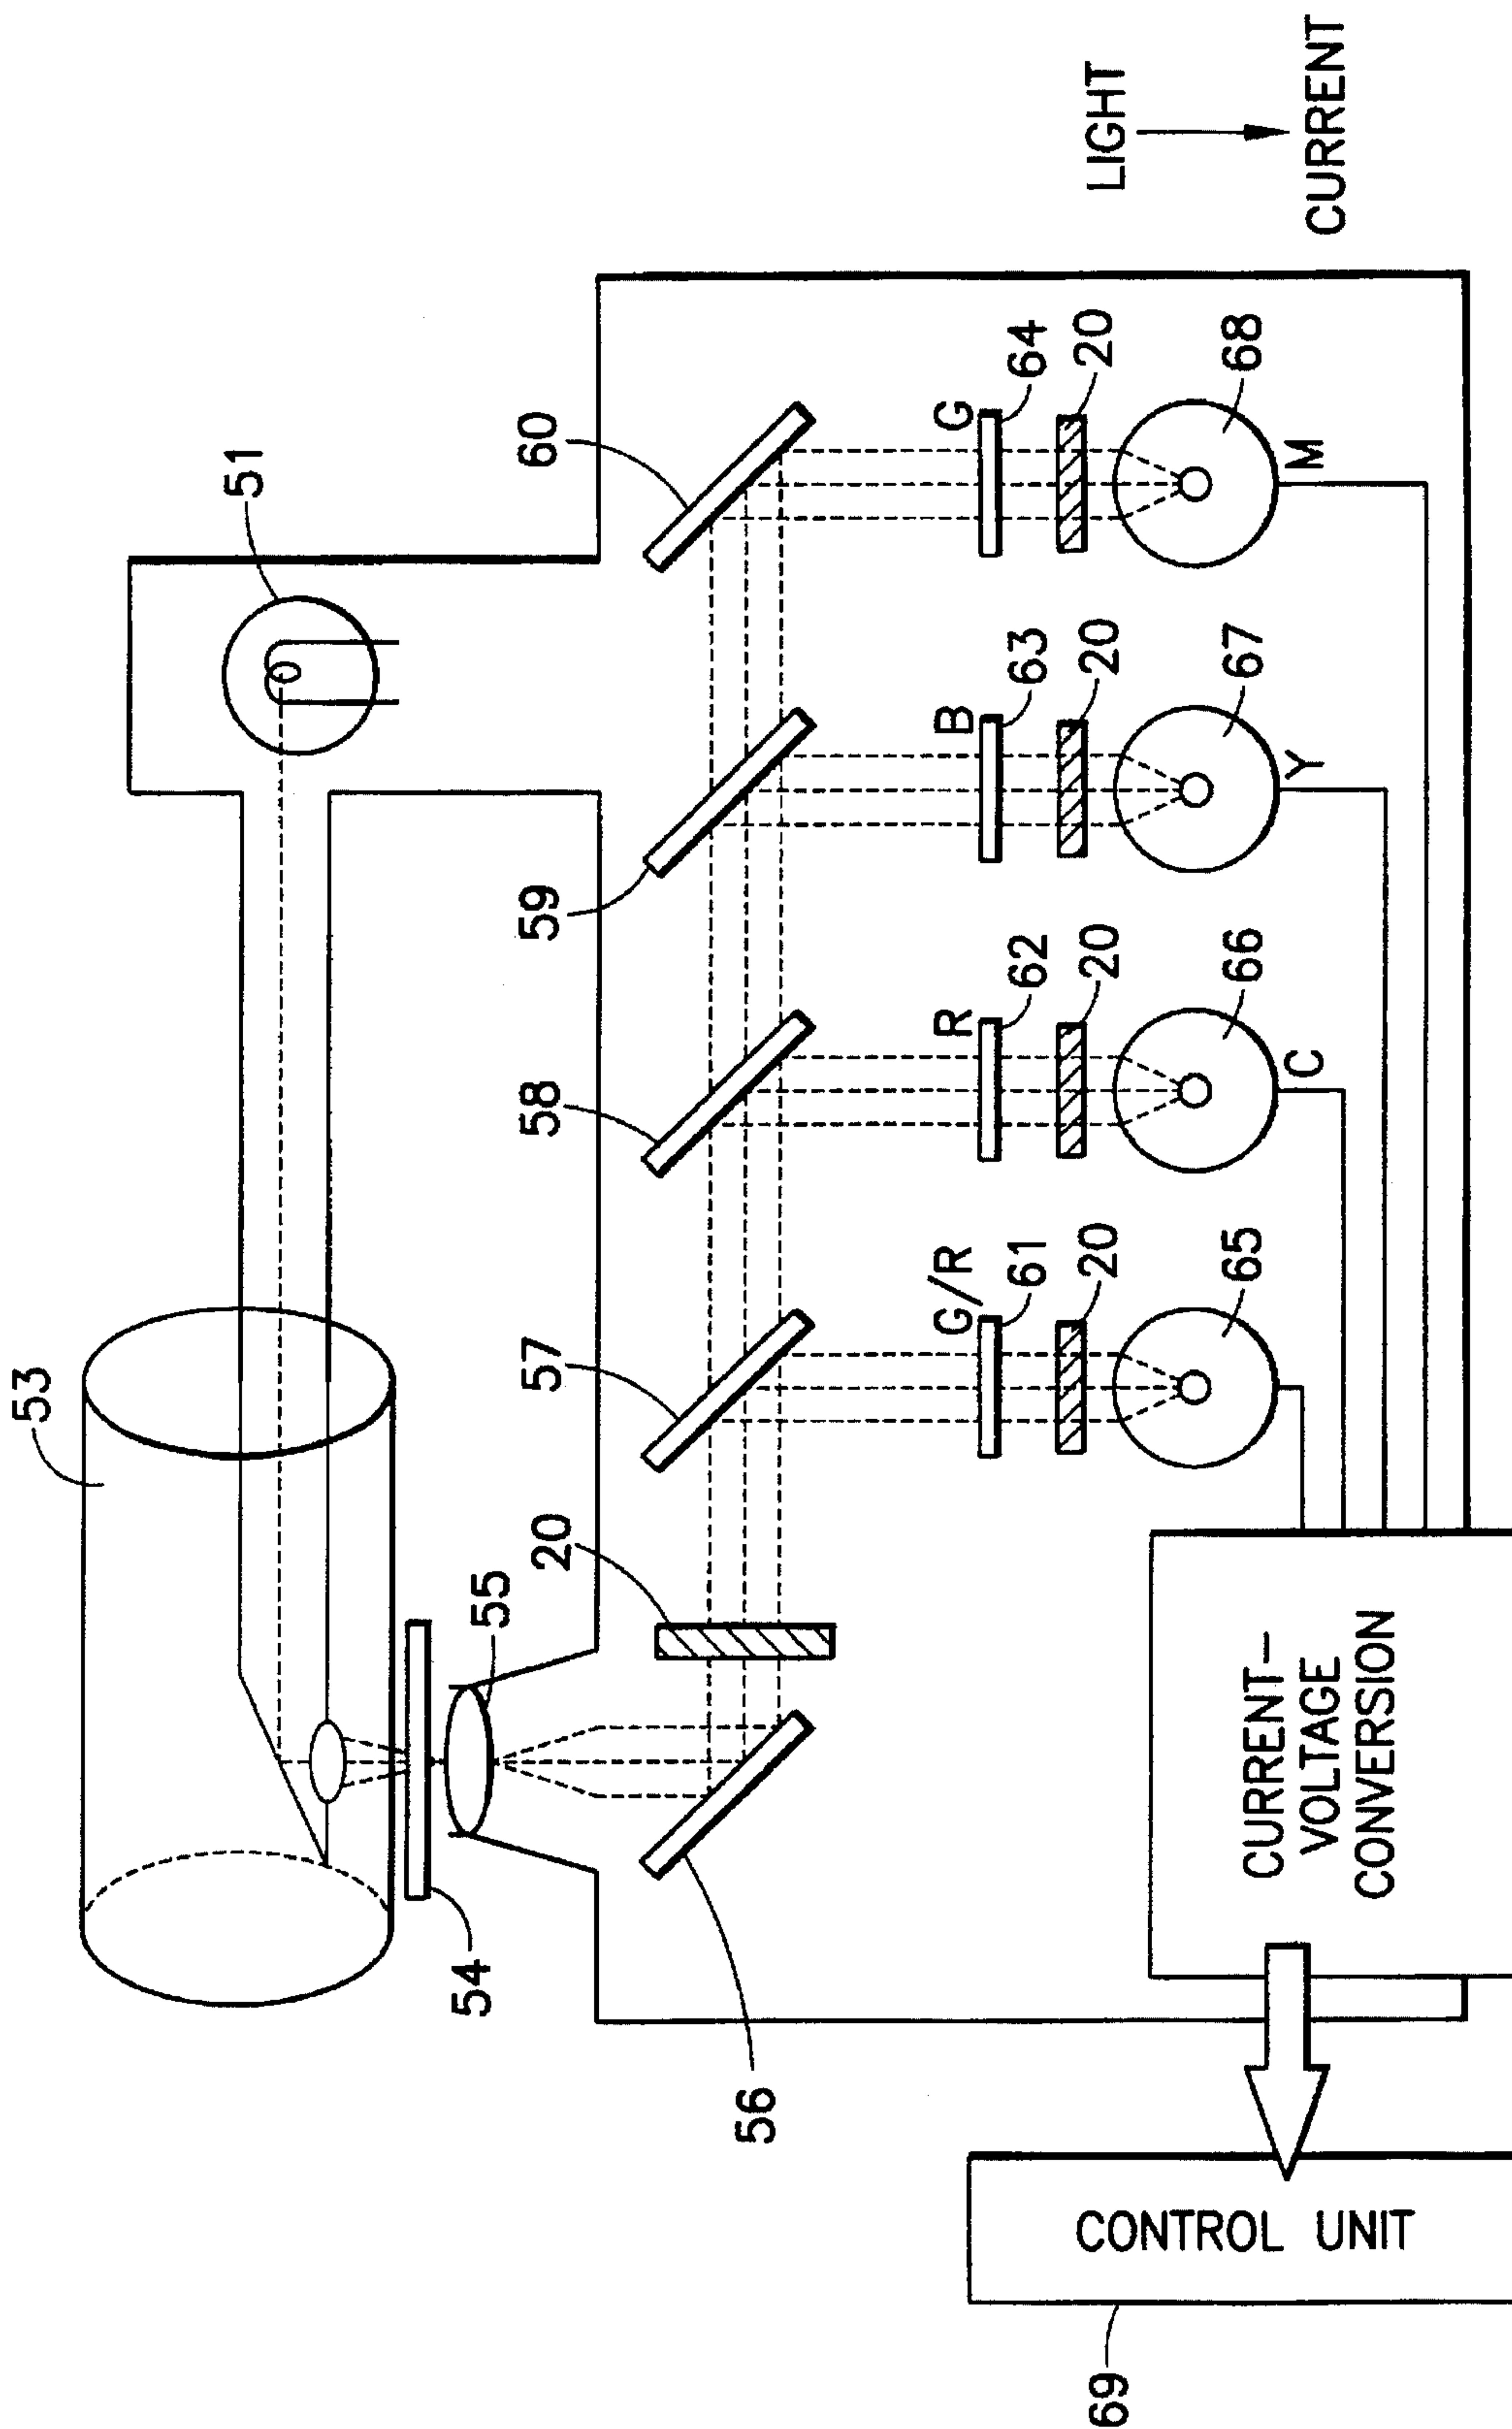 53
51
54
55
20
56
57
58
59
60
G/R
61
20
65
R
62
20
66
C
B
63
20
67
Y
G
64
20
68
M
LIGHT
CURRENT
CURRENT-
VOLTAGE
CONVERSION
CONTROL UNIT
69